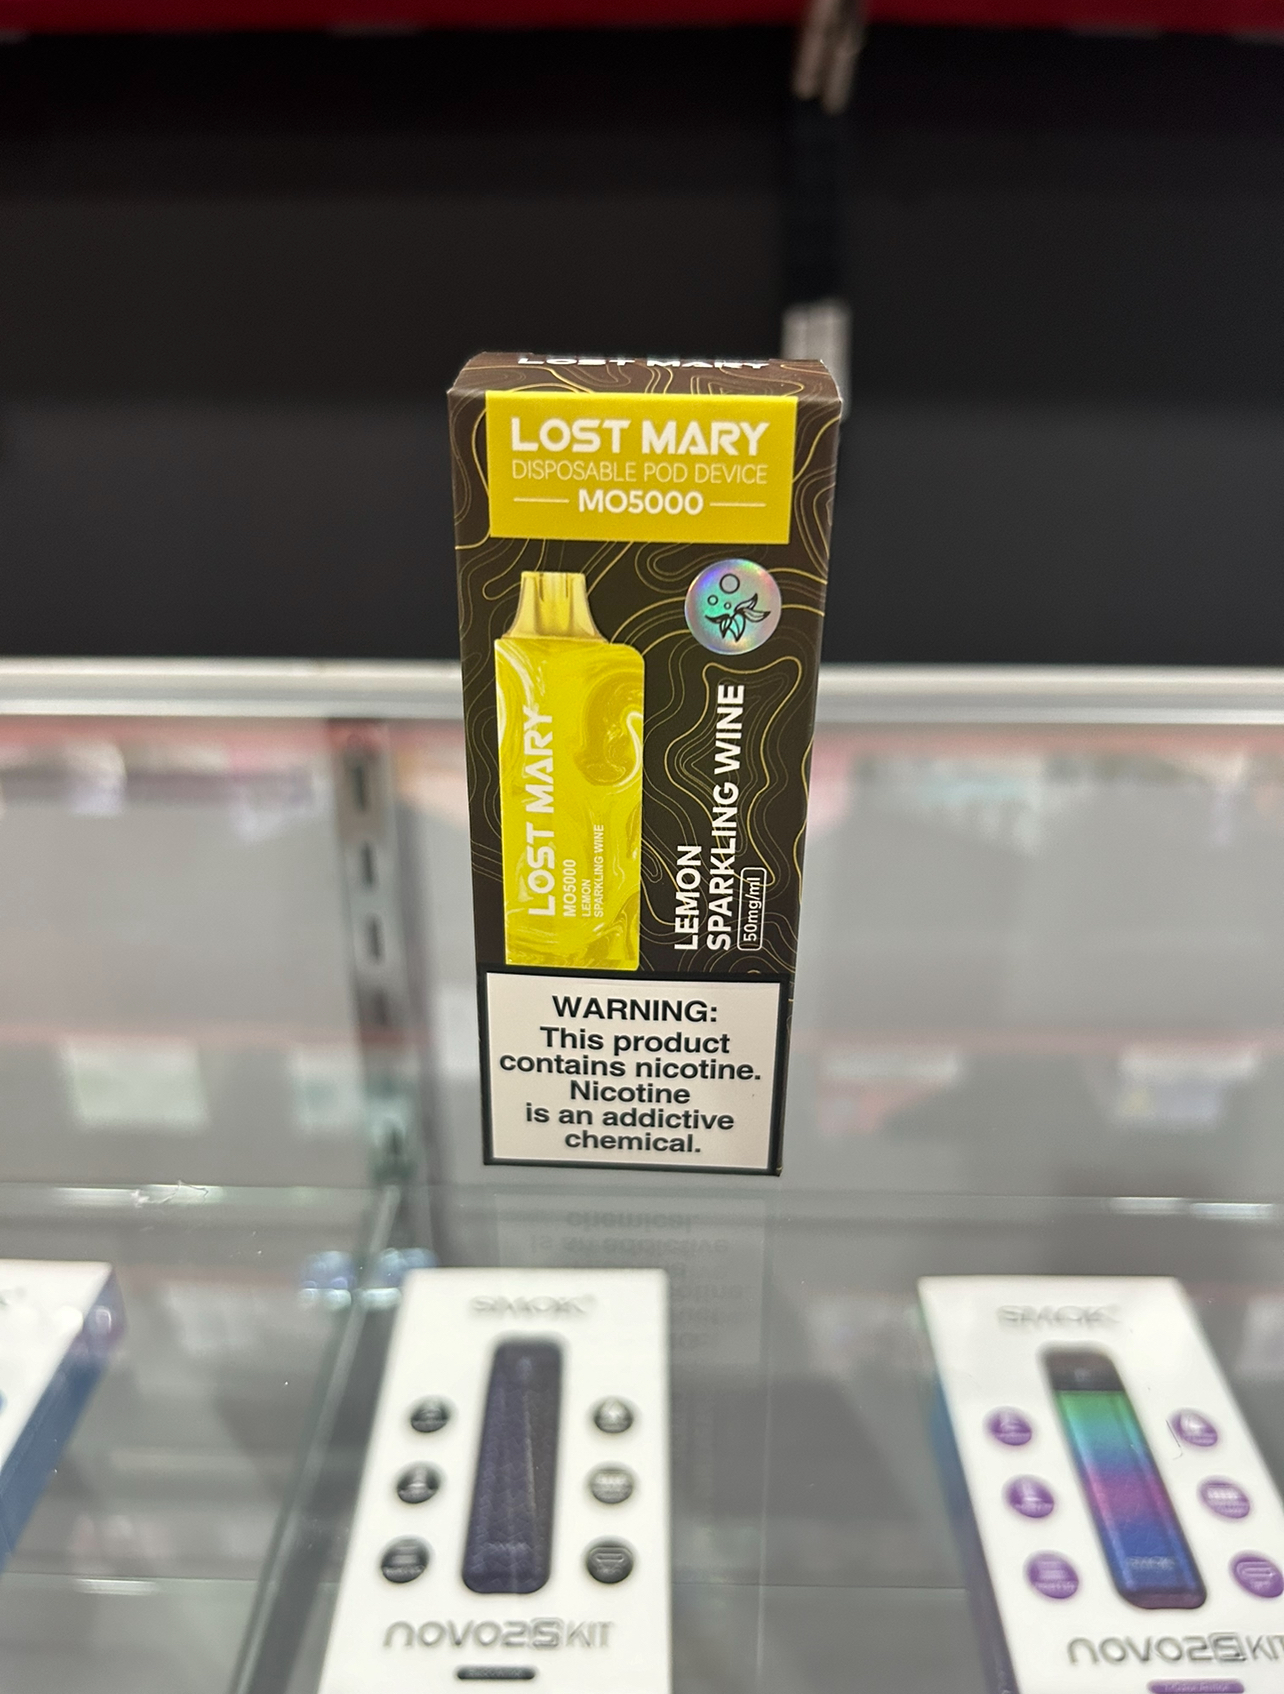 LOST MARY
LOST MARY
DISPOSABLE POD DEVICE
MO5000
LOST MARY
MO5000
LEMON
SPARKLING WINE
LEMON
SPARKLING WINE
50mg/ml
WARNING:
This product
contains nicotine.
Nicotine
is an addictive
chemical.
SMOK
novo2S KIT
SMOK
novo2S KIT